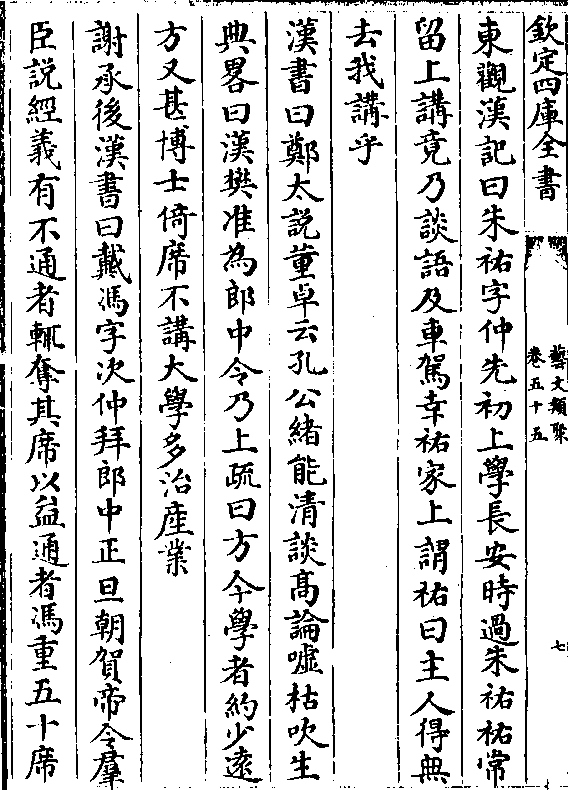 欽定四庫全書
藝文類聚
卷五十五
七
東觀漢記曰朱祐字仲先初上學長安時過朱祐祐常
留上講竟乃談語及車駕幸祐家上謂祐曰主人得無
去我講乎
漢書曰鄭太説董卓云孔公緒能清談髙論噓枯吹生
典畧曰漢樊准為郎中令乃上疏曰方今學者約少遠
方又甚博士倚席不講大學多治産業
謝承後漢書曰戴馮字次仲拜郎中正旦朝賀帝令羣
臣説經義有不通者輒奪其席以益通者馮重五十席